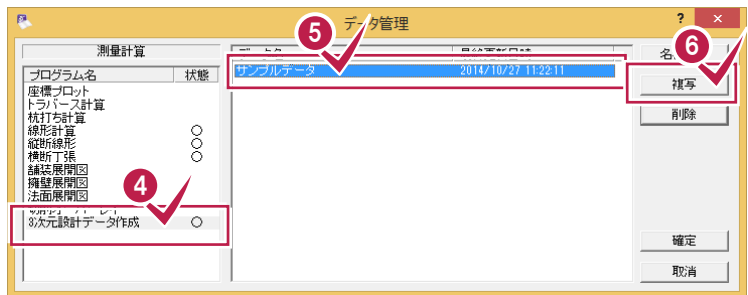 データ管理
?
×
測量計算
プログラム名 状態
座標プロット
トラバース計算
杭打ち計算
線形計算 ○
縦断線形 ○
横断丁張 ○
舗装展開図
擁壁展開図
法面展開図
3次元設計データ作成 ○
サンプルデータ 2014/10/27 11:22:11
複写
削除
確定
取消
4
5
6